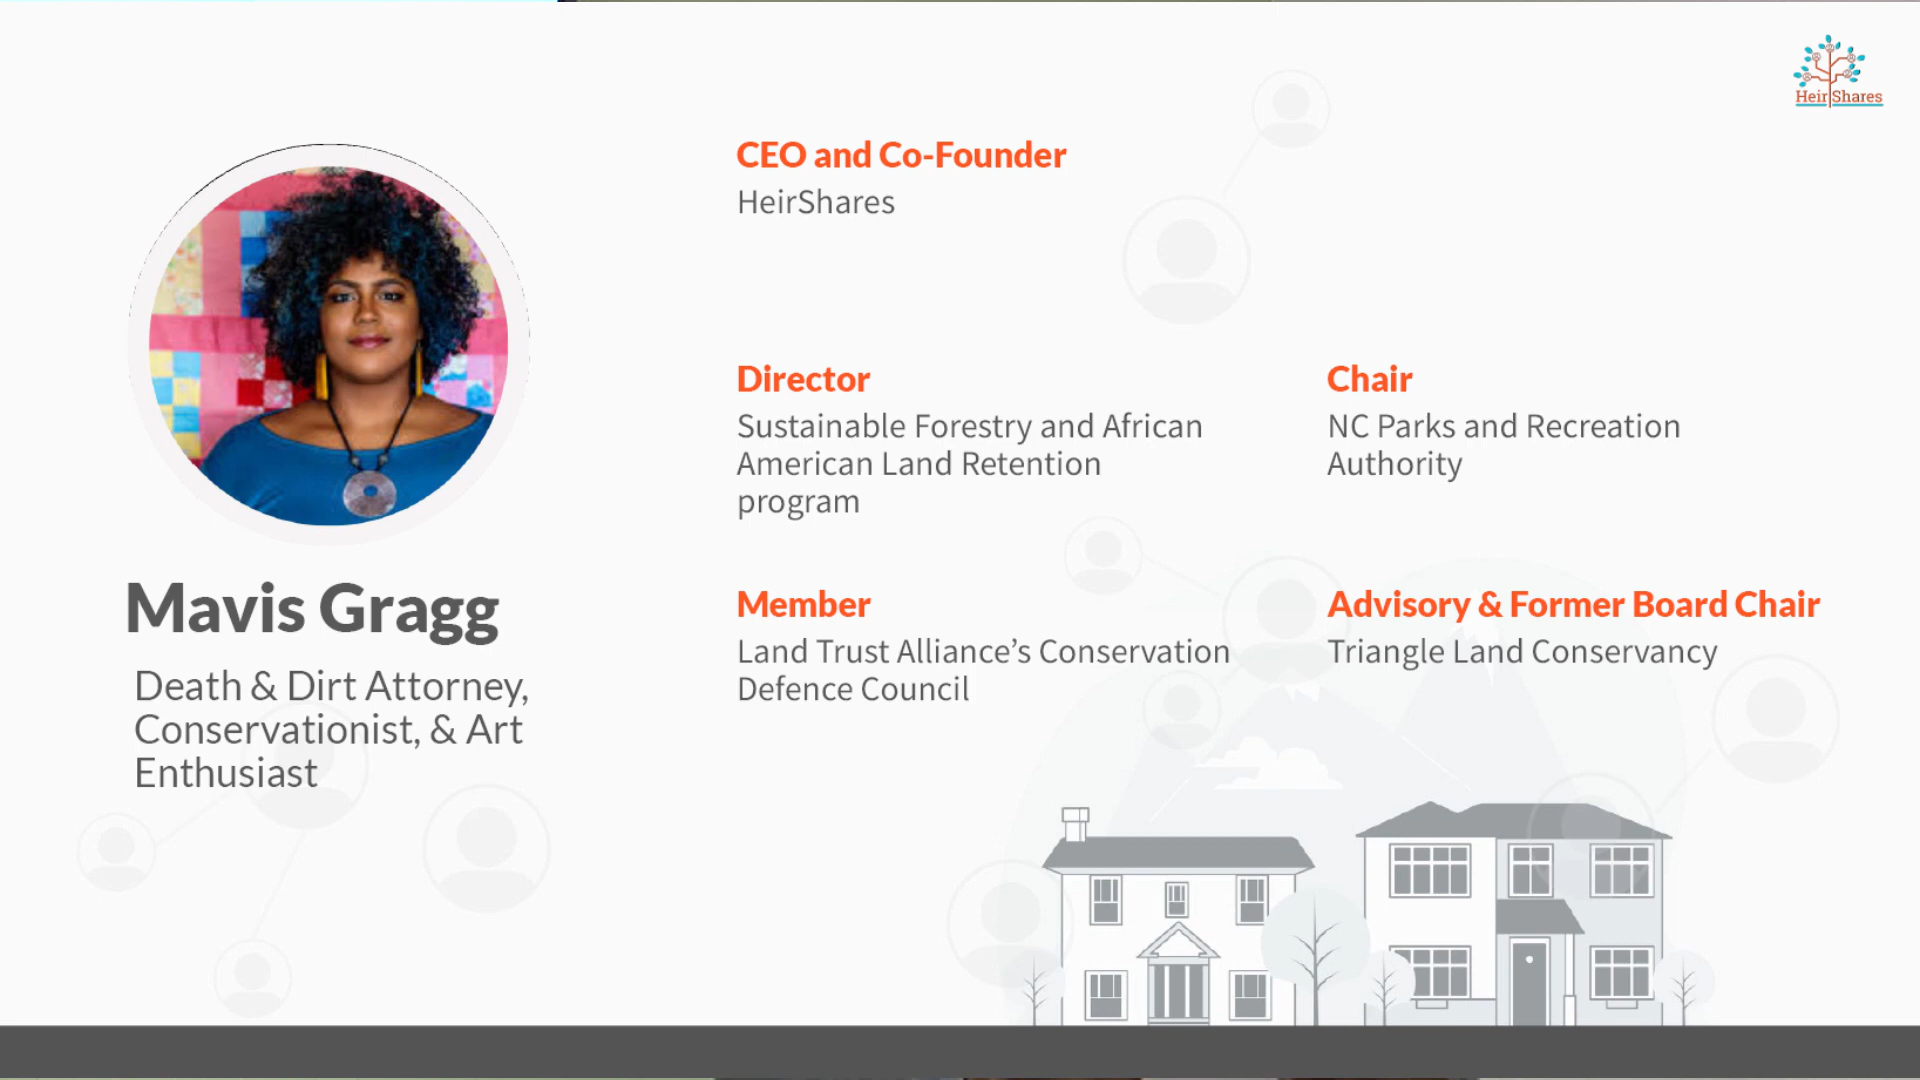 HeirShares
CEO and Co-Founder
HeirShares
Director
Sustainable Forestry and African
American Land Retention
program
Chair
NC Parks and Recreation
Authority
Mavis Gragg
Death & Dirt Attorney,
Conservationist, & Art
Enthusiast
Member
Land Trust Alliance’s Conservation
Defence Council
Advisory & Former Board Chair
Triangle Land Conservancy